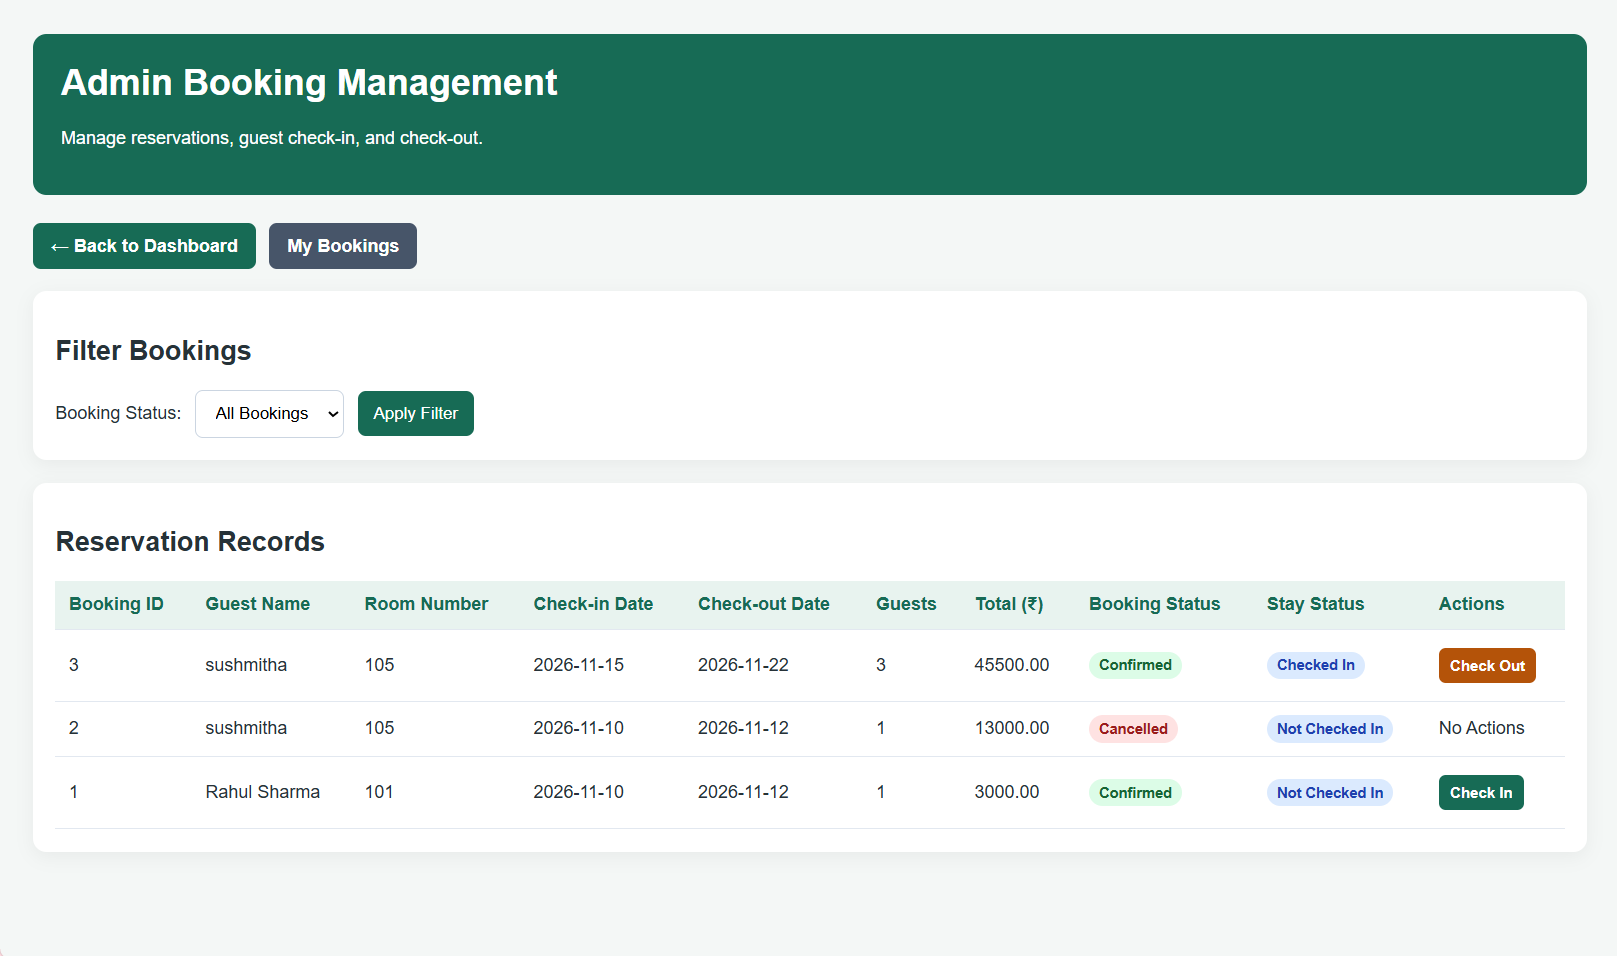 Admin Booking Management
Manage reservations, guest check-in, and check-out.
← Back to Dashboard My Bookings
Filter Bookings
Booking Status: All Bookings Apply Filter
Reservation Records
Booking ID Guest Name Room Number Check-in Date Check-out Date Guests Total (₹) Booking Status Stay Status Actions
3 sushmitha 105 2026-11-15 2026-11-22 3 45500.00 Confirmed Checked In Check Out
2 sushmitha 105 2026-11-10 2026-11-12 1 13000.00 Cancelled Not Checked In No Actions
1 Rahul Sharma 101 2026-11-10 2026-11-12 1 3000.00 Confirmed Not Checked In Check In